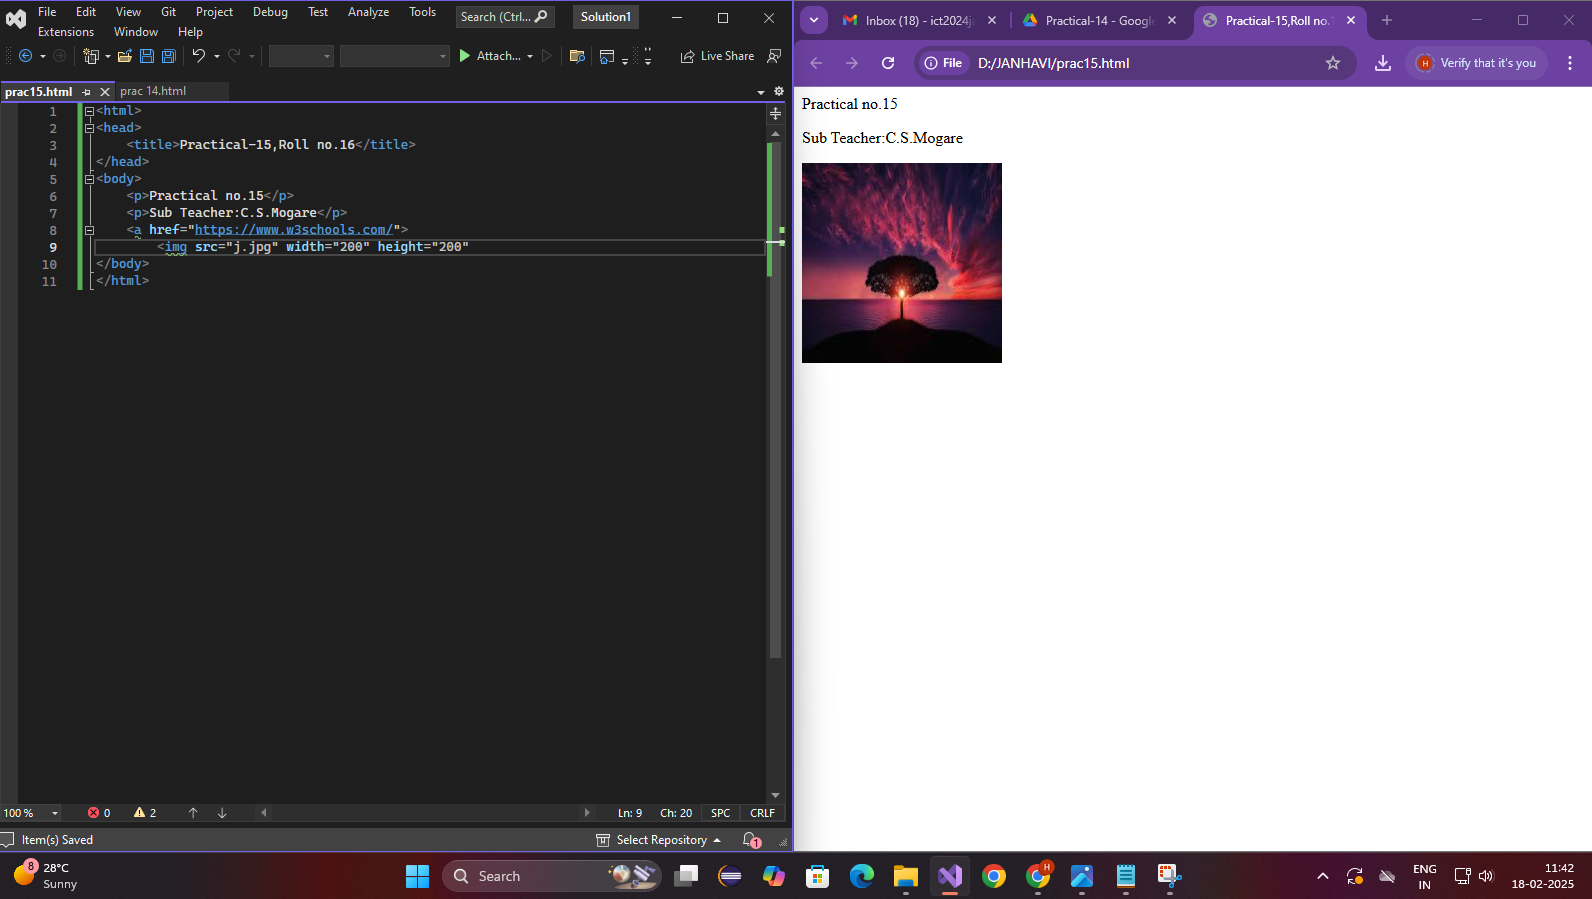 File Edit View Git Project Debug Test Analyze Tools Search (Ctrl... Solution1
Extensions Window Help
Attach... Live Share
prac15.html prac 14.html
1 <html>
2 <head>
3 <title>Practical-15,Roll no.16</title>
4 </head>
5 <body>
6 <p>Practical no.15</p>
7 <p>Sub Teacher:C.S.Mogare</p>
8 <a href="https://www.w3schools.com/">
9 <img src="j.jpg" width="200" height="200"
10 </body>
11 </html>
100 % 0 2 Ln: 9 Ch: 20 SPC CRLF
Item(s) Saved Select Repository 1
Inbox (18) - ict2024j Practical-14 - Google Practical-15,Roll no.1
File D:/JANHAVI/prac15.html H Verify that it's you
Practical no.15
Sub Teacher:C.S.Mogare
8 28°C
Sunny
Search
H
ENG
IN
11:42
18-02-2025